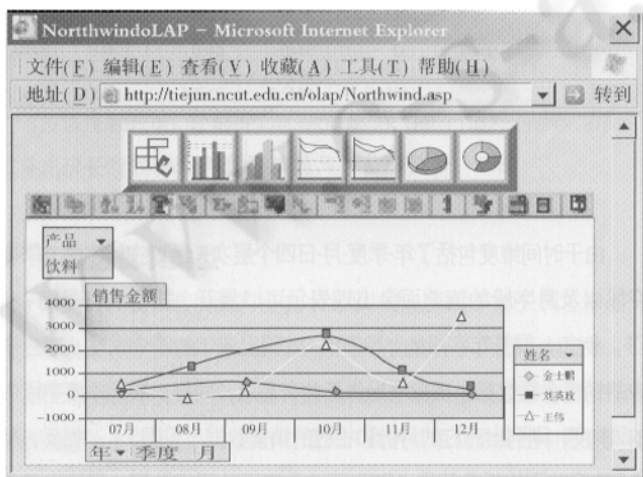 NortthwindoLAP － Microsoft Internet Explorer
文件(F) 编辑(E) 查看(V) 收藏(A) 工具(T) 帮助(H)
地址(D) http://tiejun.ncut.edu.cn/olap/Northwind.asp 转到
产品
饮料
销售金额
4000
3000
2000
1000
0
-1000
07月 08月 09月 10月 11月 12月
年 季度 月
姓名
金士鹏
刘英玫
王伟